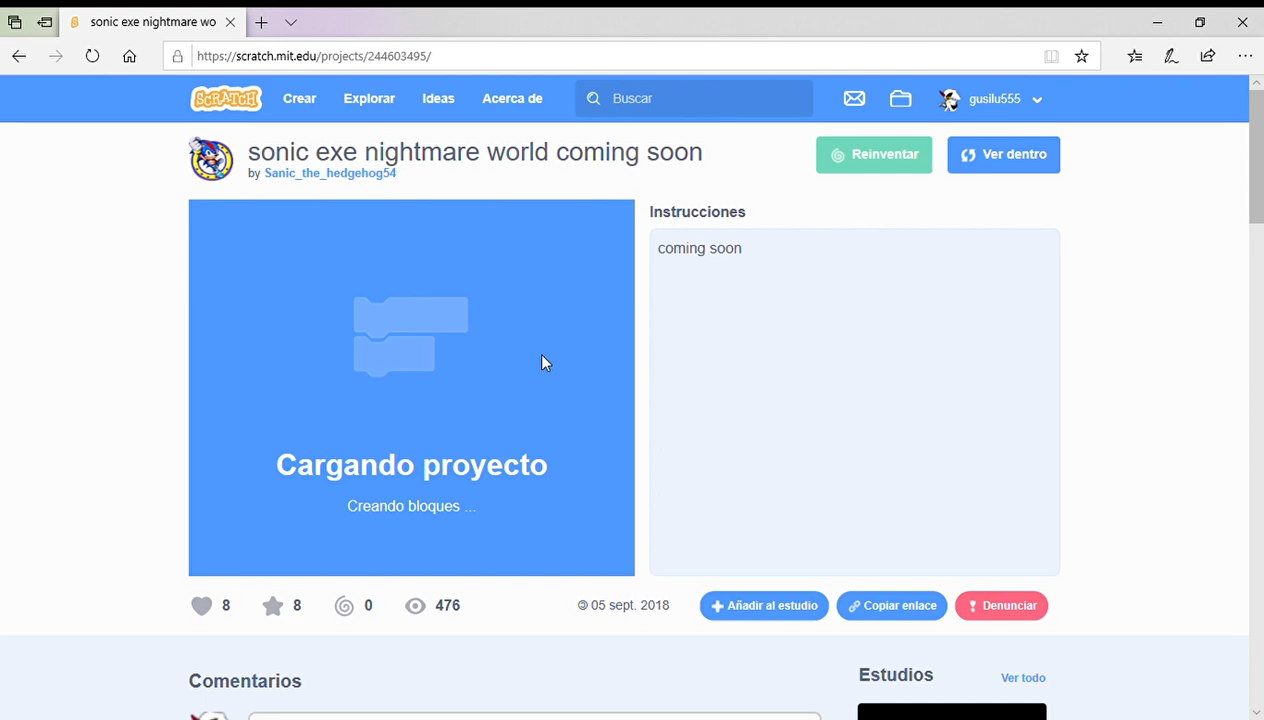 sonic exe nightmare wo
https://scratch.mit.edu/projects/244603495/
SCRATCH Crear Explorar Ideas Acerca de Buscar gusilu555
sonic exe nightmare world coming soon
by Sanic_the_hedgehog54
Reinventar Ver dentro
Instrucciones
coming soon
Cargando proyecto
Creando bloques ...
8 8 0 476
05 sept. 2018
Añadir al estudio Copiar enlace Denunciar
Comentarios
Estudios Ver todo